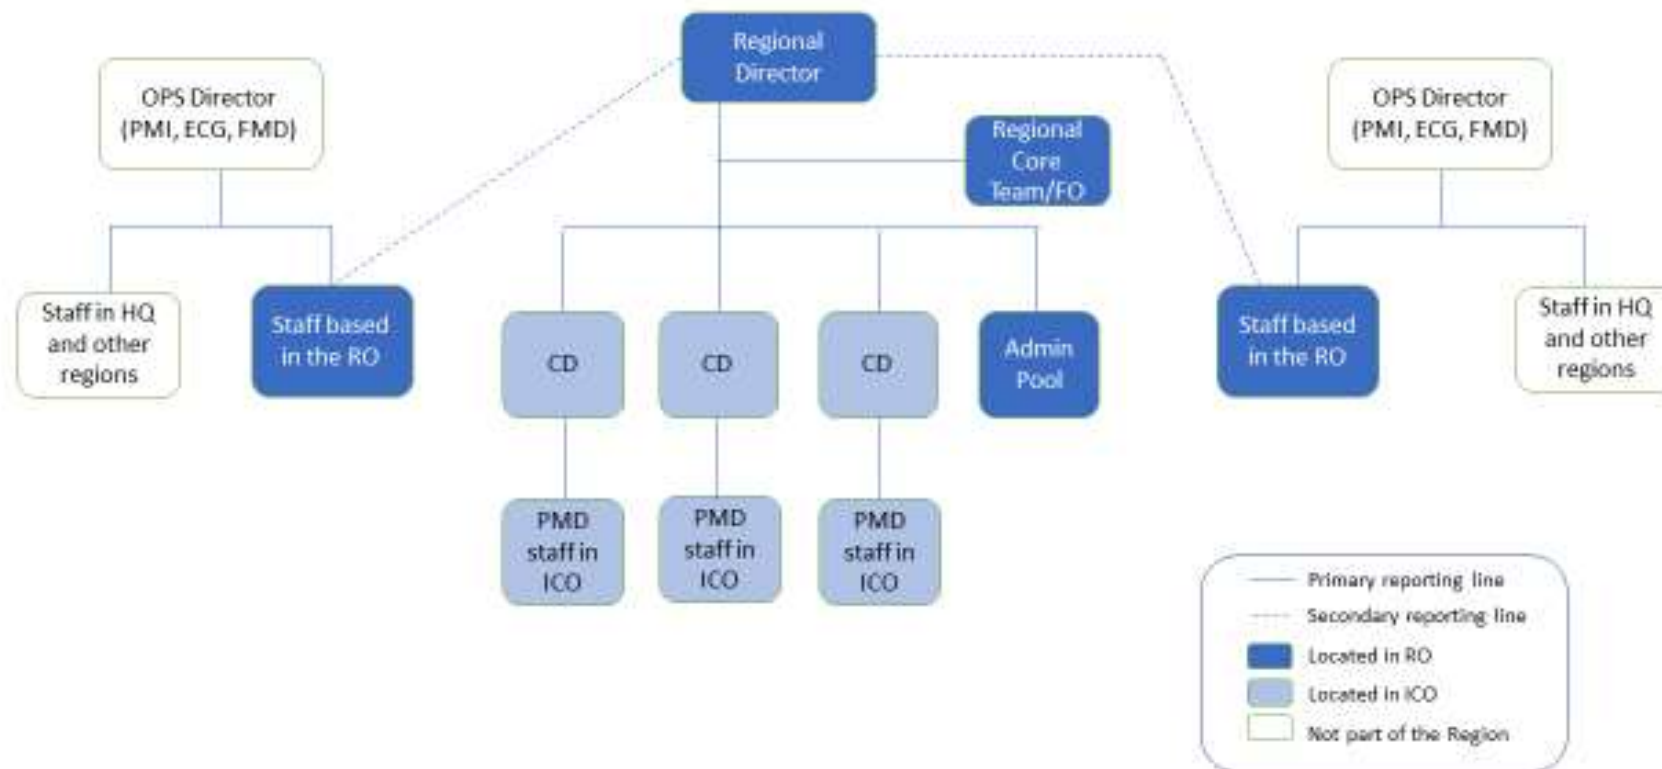 Regional
Director
OPS Director
(PMI, ECG, FMD)
OPS Director
(PMI, ECG, FMD)
Regional
Core
Team/FO
Staff in HQ
and other
regions
Staff based
in the RO
CD
CD
CD
Admin
Pool
Staff based
in the RO
Staff in HQ
and other
regions
PMD
staff in
ICO
PMD
staff in
ICO
PMD
staff in
ICO
Primary reporting line
Secondary reporting line
Located in RO
Located in ICO
Not part of the Region